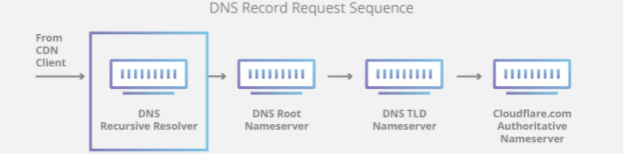 DNS Record Request Sequence
From
CDN
Client
DNS
Recursive Resolver
DNS Root
Nameserver
DNS TLD
Nameserver
Cloudflare.com
Authoritative
Nameserver